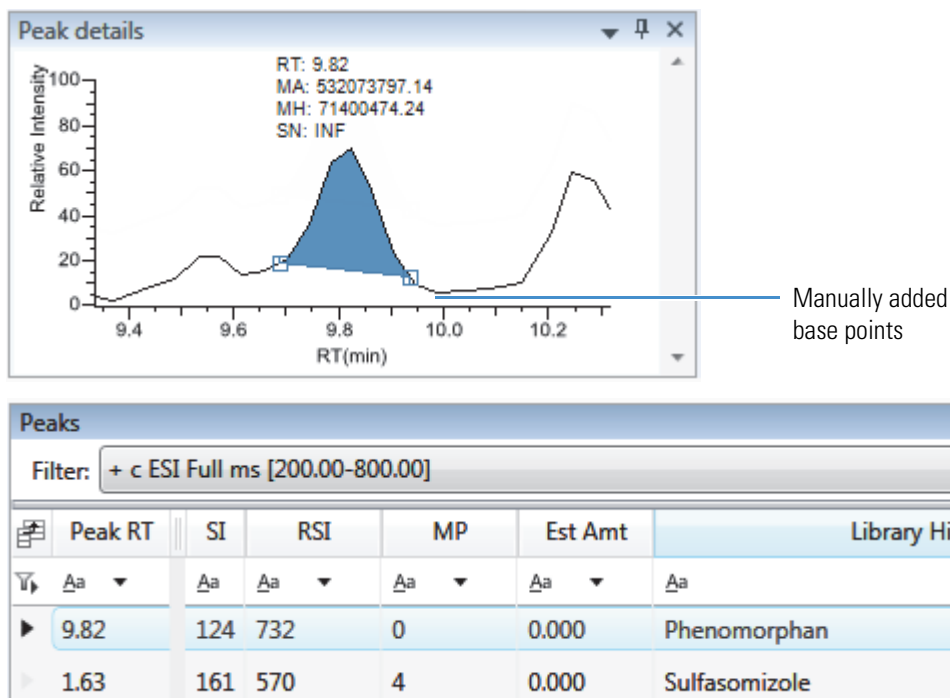 Peak details
RT: 9.82
MA: 532073797.14
MH: 71400474.24
SN: INF
Relative Intensity
100
80
60
40
20
0
9.4 9.6 9.8 10.0 10.2
RT(min)
Manually added
base points
Peaks
Filter: + c ESI Full ms [200.00-800.00]
Peak RT SI RSI MP Est Amt Library Hi
Aa Aa Aa Aa Aa Aa
9.82 124 732 0 0.000 Phenomorphan
1.63 161 570 4 0.000 Sulfasomizole